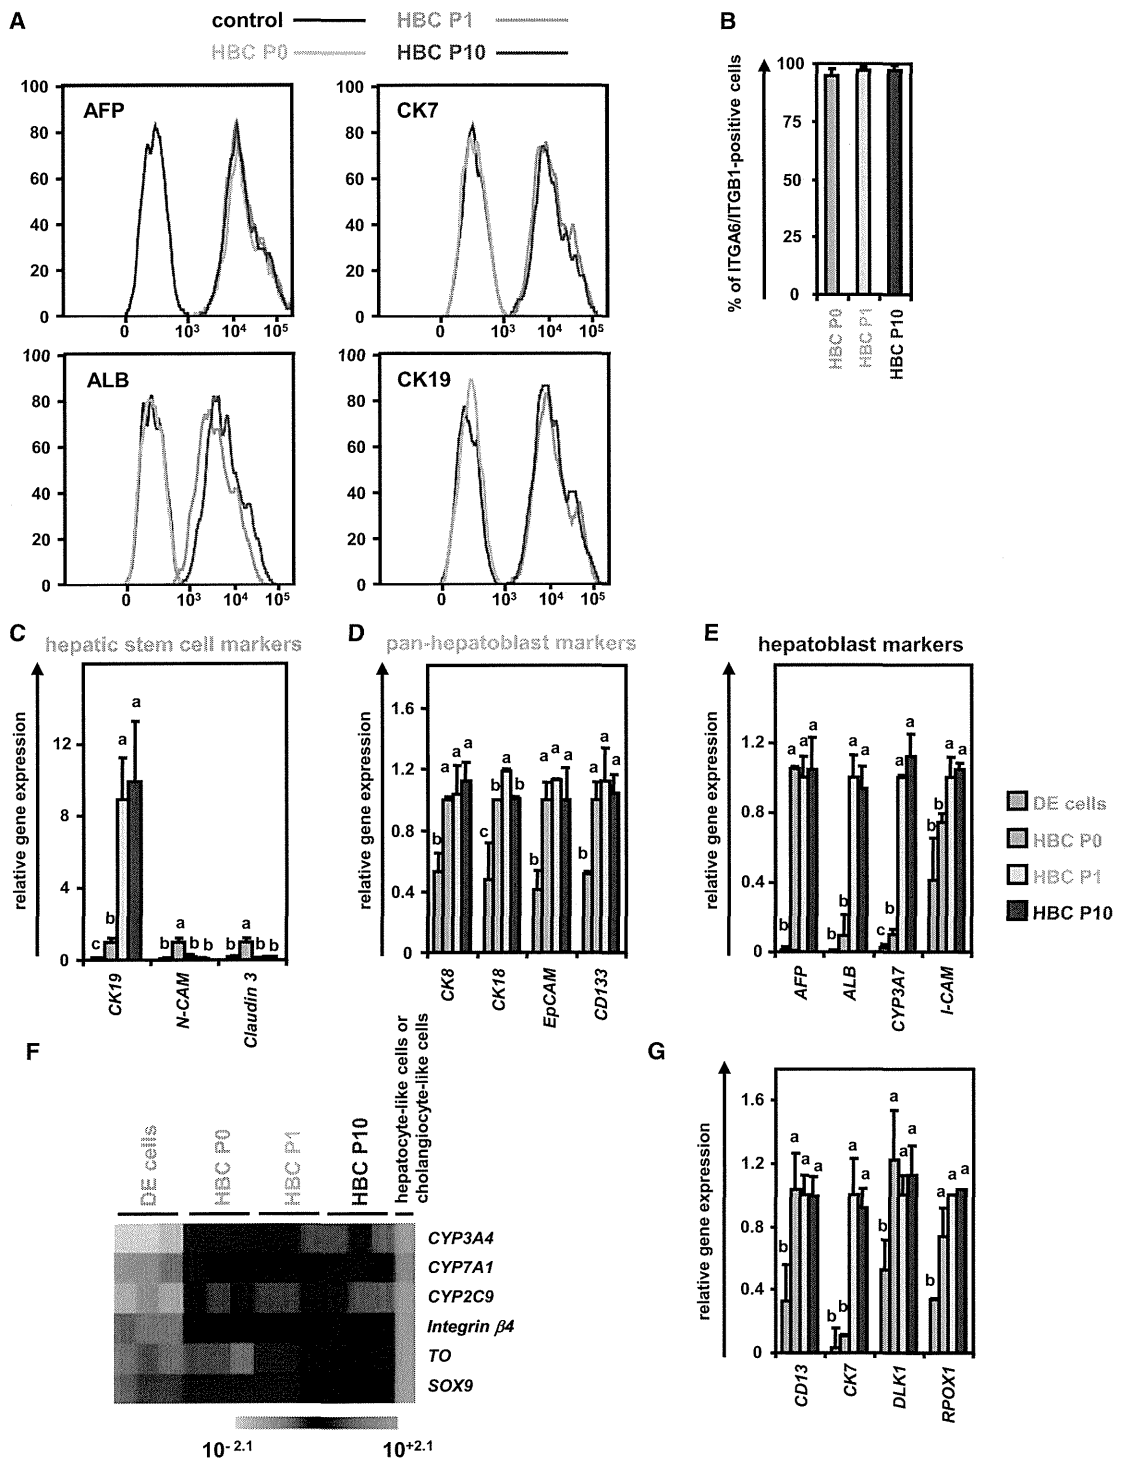 A
control
HBC P1
HBC P0
HBC P10
B
AFP
100
80
60
40
20
0
0 10³ 10⁴ 10⁵
CK7
100
80
60
40
20
0
0 10³ 10⁴ 10⁵
ALB
100
80
60
40
20
0
0 10³ 10⁴ 10⁵
CK19
100
80
60
40
20
0
0 10³ 10⁴ 10⁵
% of ITGA6/ITGB1-positive cells
100
75
50
25
0
HBC P0
HBC P1
HBC P10
C
hepatic stem cell markers
relative gene expression
12
8
4
0
c b a a
b a b b
b a b b
CK19
N-CAM
Claudin 3
D
pan-hepatoblast markers
relative gene expression
1.6
1.2
0.8
0.4
0
b a a a
c b a b
b a a a
b a a a
CK8
CK18
EpCAM
CD133
E
hepatoblast markers
relative gene expression
1.2
0.8
0.4
0
b a a a
b b a a
c b a a
b b a a
AFP
ALB
CYP3A7
I-CAM
DE cells
HBC P0
HBC P1
HBC P10
F
DE cells
HBC P0
HBC P1
HBC P10
hepatocyte-like cells or
cholangiocyte-like cells
CYP3A4
CYP7A1
CYP2C9
Integrin β4
TO
SOX9
10⁻²·¹
10⁺²·¹
G
relative gene expression
1.6
1.2
0.8
0.4
0
b a a a
b b a a
b a a a
b a a a
CD13
CK7
DLK1
RPOX1